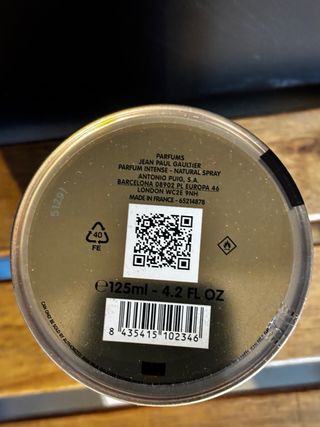 PARFUMS
JEAN PAUL GAULTIER
PARFUM INTENSE - NATURAL SPRAY
ANTONIO PUIG, S.A.
BARCELONA 08902 PL EUROPA 46
LONDON WC2E 9NH
MADE IN FRANCE - 65214878
40
FE
℮125ml - 4.2 FL OZ
8 435415 102346